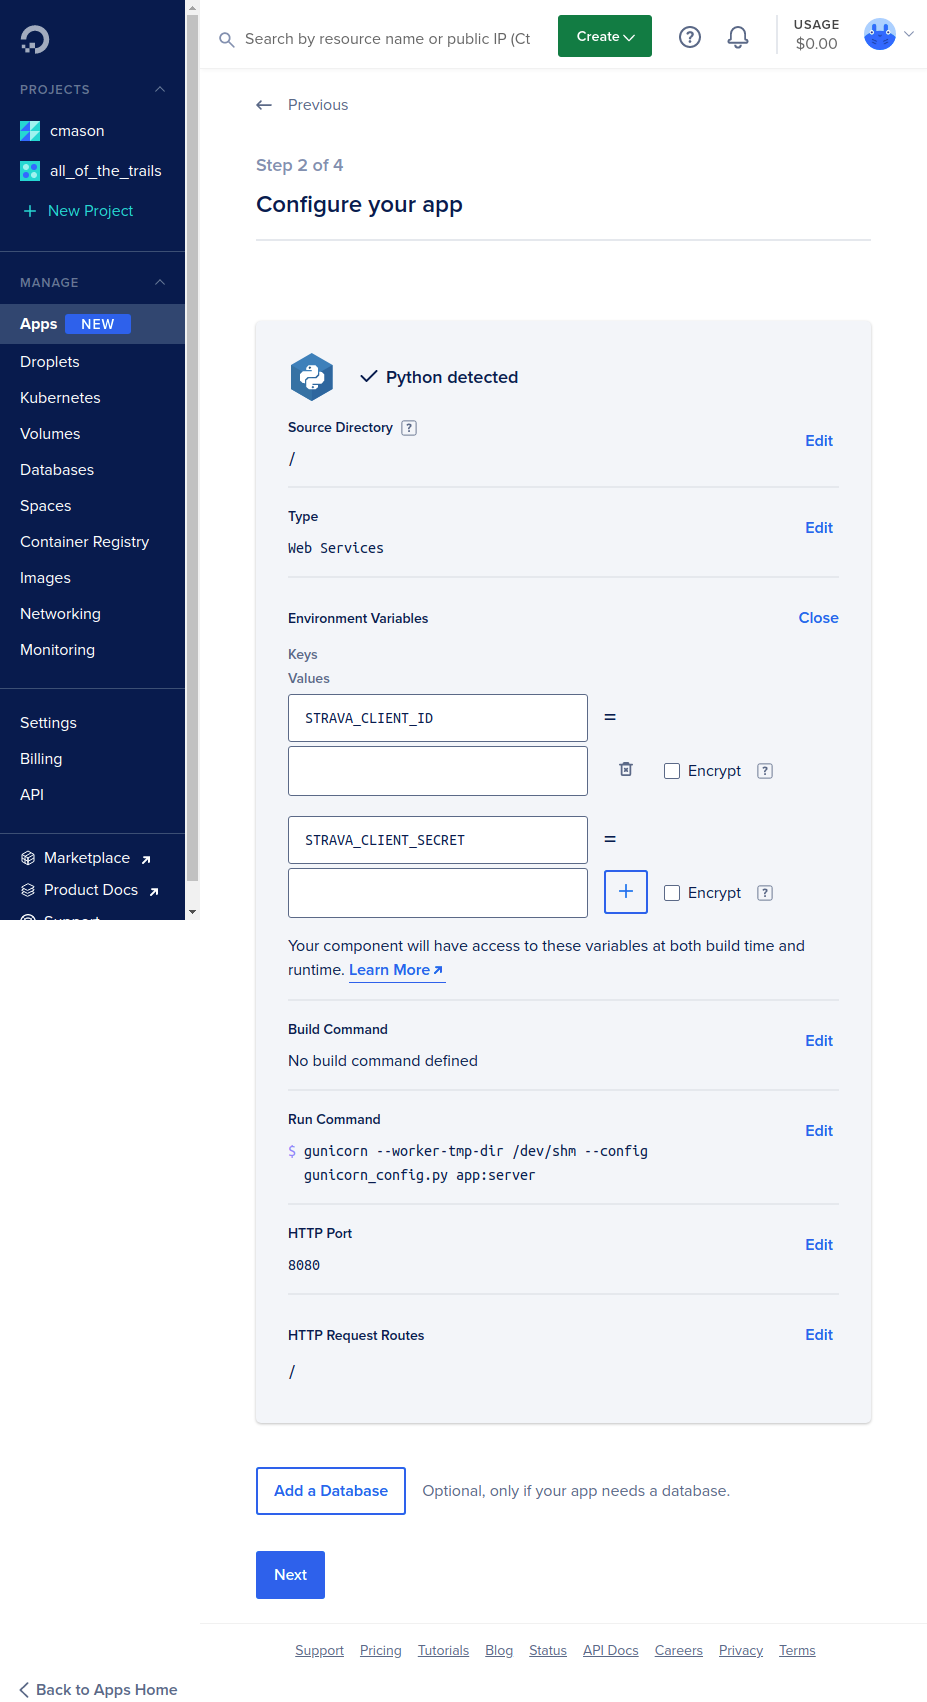 PROJECTS
cmason
all_of_the_trails
+ New Project
MANAGE
Apps NEW
Droplets
Kubernetes
Volumes
Databases
Spaces
Container Registry
Images
Networking
Monitoring
Settings
Billing
API
Marketplace
Product Docs
Support
Search by resource name or public IP (Ct
Create
?
USAGE
$0.00
← Previous
Step 2 of 4
Configure your app
Python detected
Source Directory ?
Edit
/
Type
Edit
Web Services
Environment Variables
Close
Keys
Values
STRAVA_CLIENT_ID =
Encrypt ?
STRAVA_CLIENT_SECRET =
+ Encrypt ?
Your component will have access to these variables at both build time and
runtime. Learn More
Build Command
Edit
No build command defined
Run Command
Edit
$ gunicorn --worker-tmp-dir /dev/shm --config
gunicorn_config.py app:server
HTTP Port
Edit
8080
HTTP Request Routes
Edit
/
Add a Database Optional, only if your app needs a database.
Next
Support Pricing Tutorials Blog Status API Docs Careers Privacy Terms
Back to Apps Home